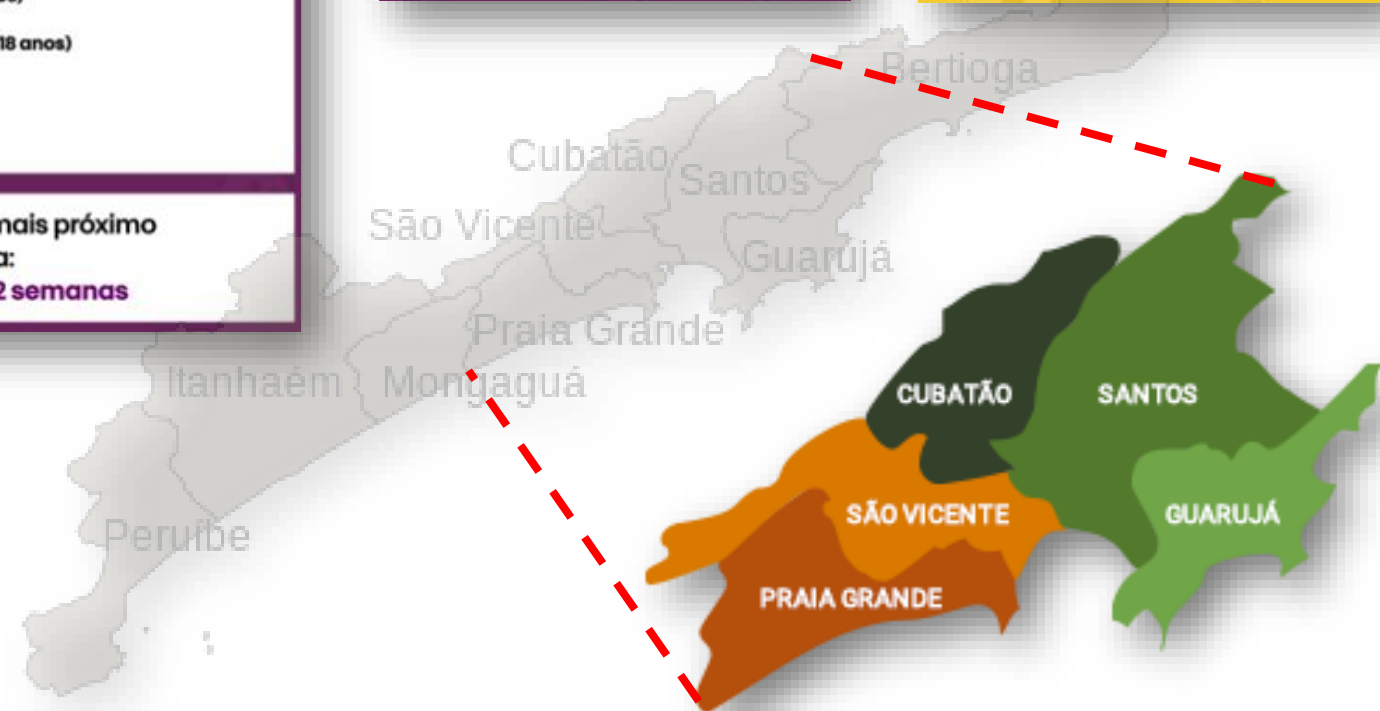 18 anos)
mais próximo
a:
2 semanas
Bertioga
Cubatão
Santos
São Vicente
Guarujá
Praia Grande
Itanhaém
Mongaguá
Peruíbe
CUBATÃO
SANTOS
SÃO VICENTE
GUARUJÁ
PRAIA GRANDE